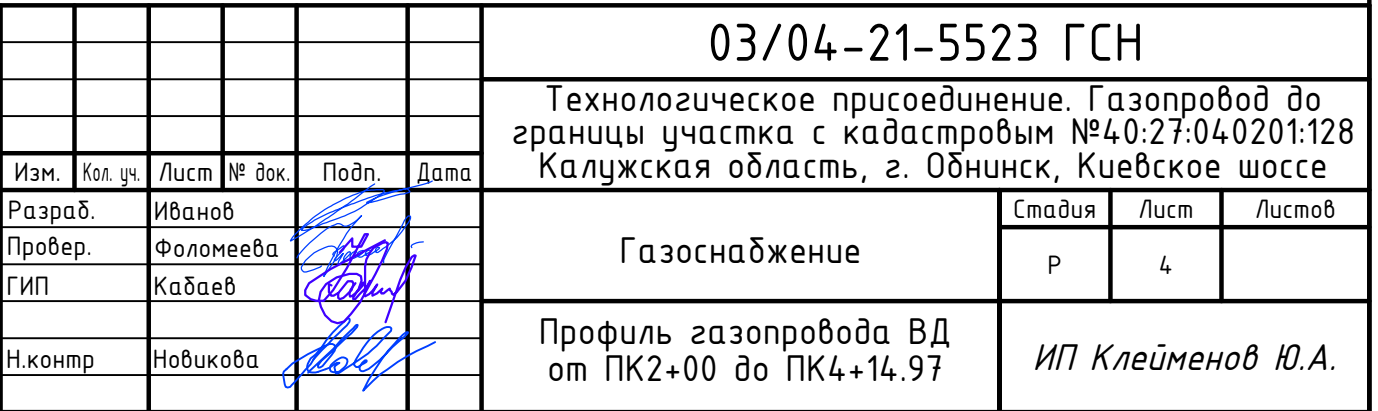 03/04-21-5523 ГСН
Технологическое присоединение. Газопровод до
границы участка с кадастровым №40:27:040201:128
Калужская область, г. Обнинск, Киевское шоссе
Изм. Кол. уч. Лист № док. Подп. Дата
Разраб. Иванов
Провер. Фоломеева
ГИП Кабаев
Н.контр Новикова
Газоснабжение
Стадия Лист Листов
Р 4
Профиль газопровода ВД
от ПК2+00 до ПК4+14.97
ИП Клейменов Ю.А.